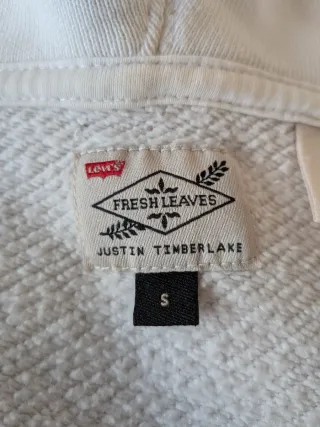 Levi's
FRESH LEAVES
JUSTIN TIMBERLAKE
S